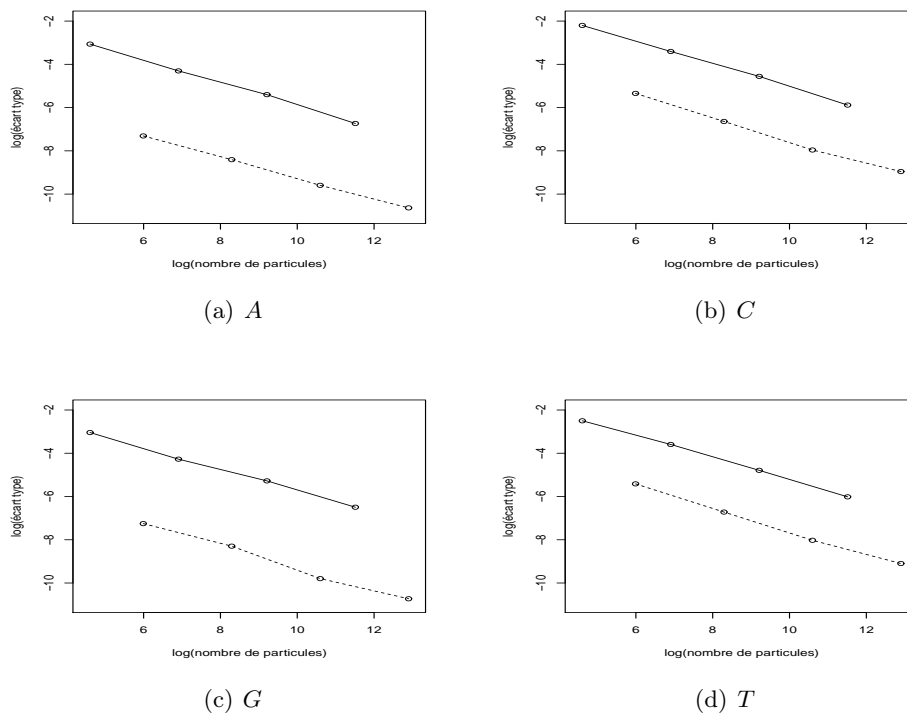 -2
-4
-6
-8
-10
log(écart type)
6 8 10 12
log(nombre de particules)
(a) A
-2
-4
-6
-8
-10
log(écart type)
6 8 10 12
log(nombre de particules)
(b) C
-2
-4
-6
-8
-10
log(écart type)
6 8 10 12
log(nombre de particules)
(c) G
-2
-4
-6
-8
-10
log(écart type)
6 8 10 12
log(nombre de particules)
(d) T